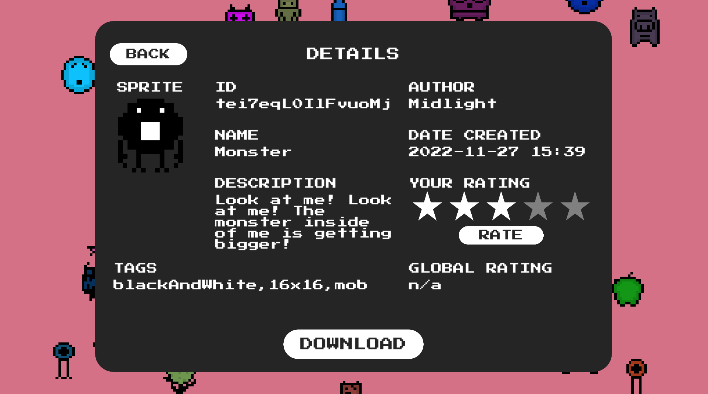 BACK
DETAILS
SPRITE
ID
tei7eqL0IlFvuoMj
AUTHOR
Midlight
NAME
Monster
DATE CREATED
2022-11-27 15:39
DESCRIPTION
Look at me! Look
at me! The
monster inside
of me is getting
bigger!
YOUR RATING
RATE
TAGS
blackAndWhite,16x16,mob
GLOBAL RATING
n/a
DOWNLOAD